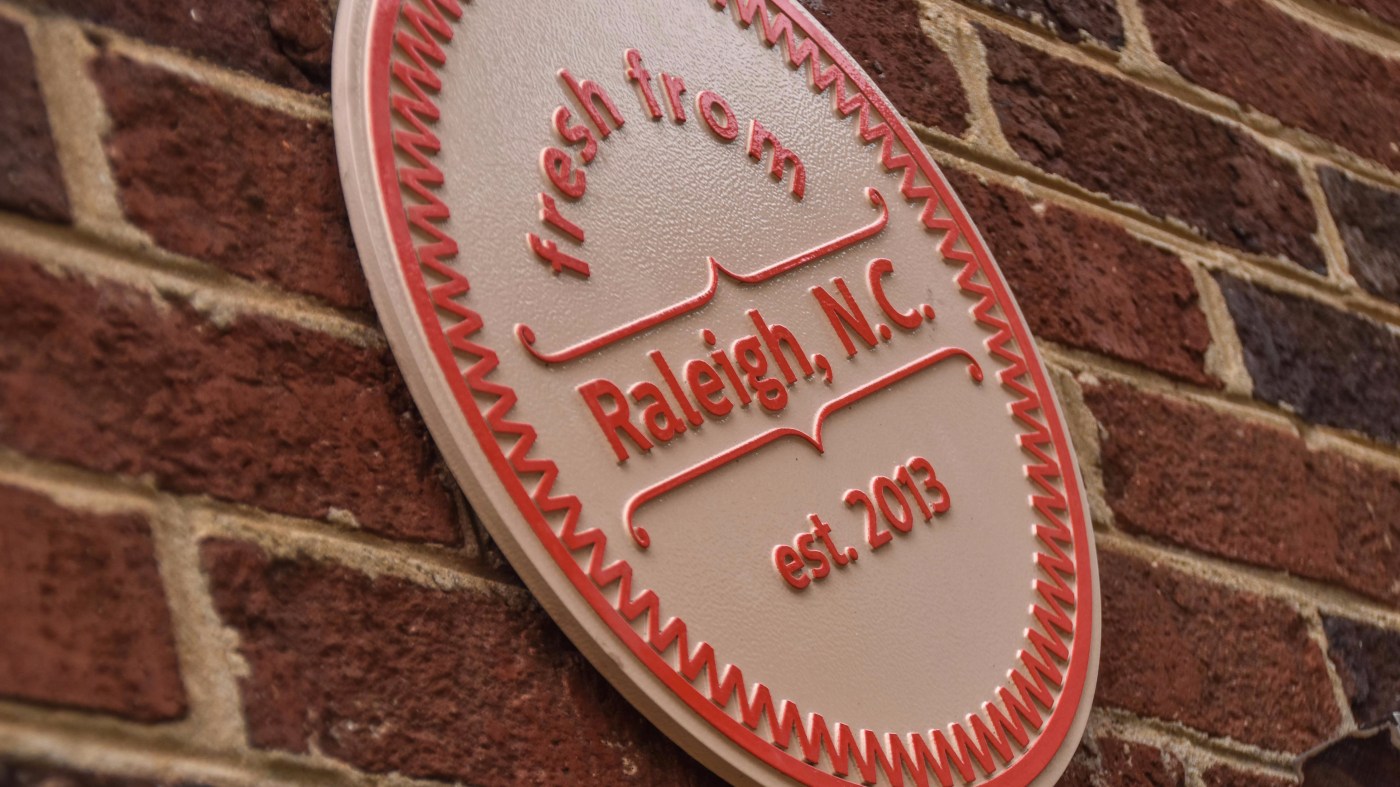 fresh from
Raleigh, N.C.
est. 2013